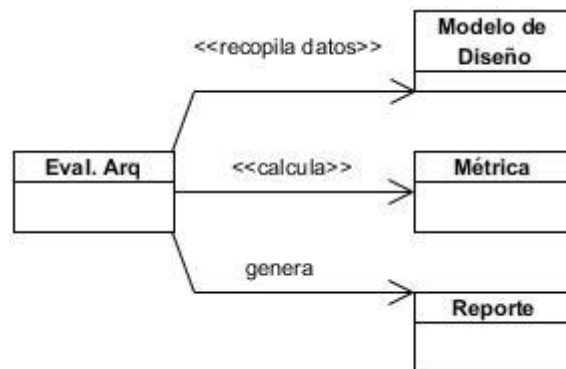 Modelo de
Diseño
<<recopila datos>>
Eval. Arq
<<calcula>>
Métrica
genera
Reporte